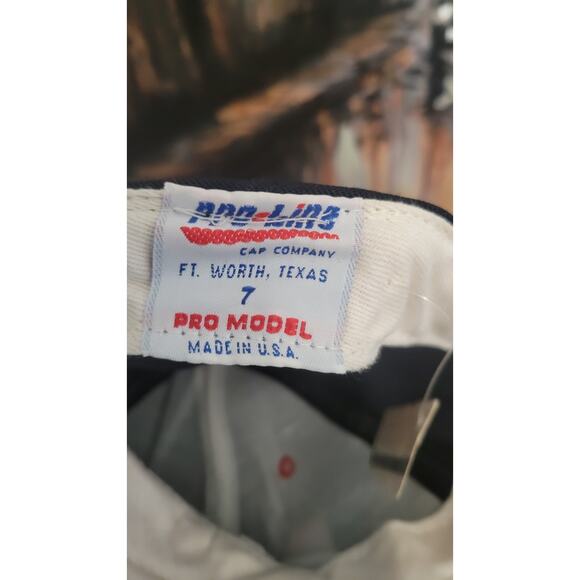 PRO-LINE
CAP COMPANY
FT. WORTH, TEXAS
7
PRO MODEL
MADE IN U.S.A.